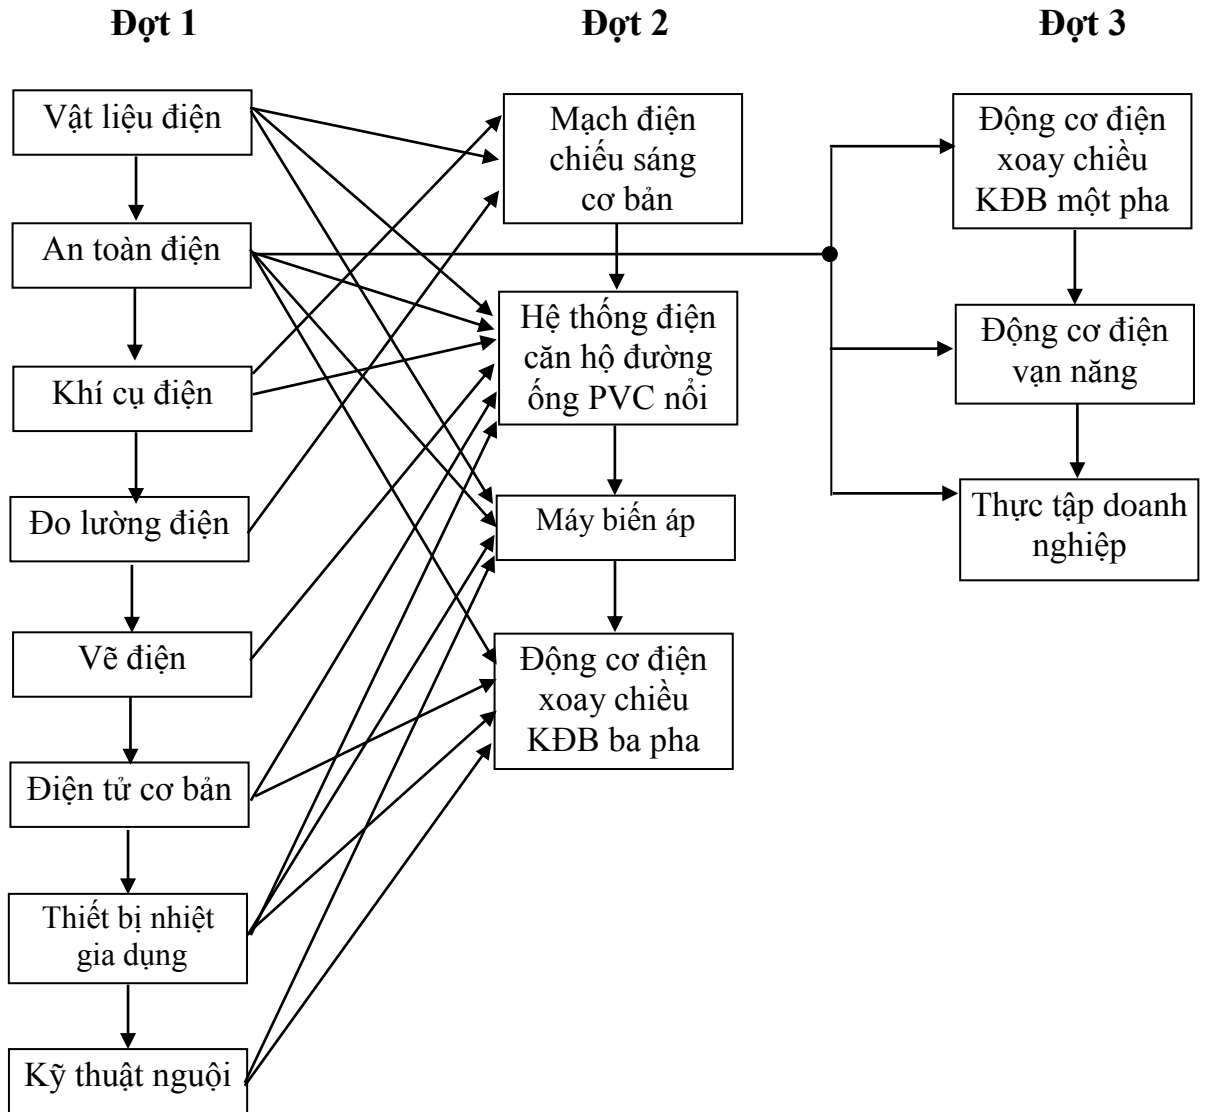 Đợt 1
Đợt 2
Đợt 3
Vật liệu điện
An toàn điện
Khí cụ điện
Đo lường điện
Vẽ điện
Điện tử cơ bản
Thiết bị nhiệt
gia dụng
Kỹ thuật nguội
Mạch điện
chiếu sáng
cơ bản
Hệ thống điện
căn hộ đường
ống PVC nổi
Máy biến áp
Động cơ điện
xoay chiều
KĐB ba pha
Động cơ điện
xoay chiều
KĐB một pha
Động cơ điện
vạn năng
Thực tập doanh
nghiệp